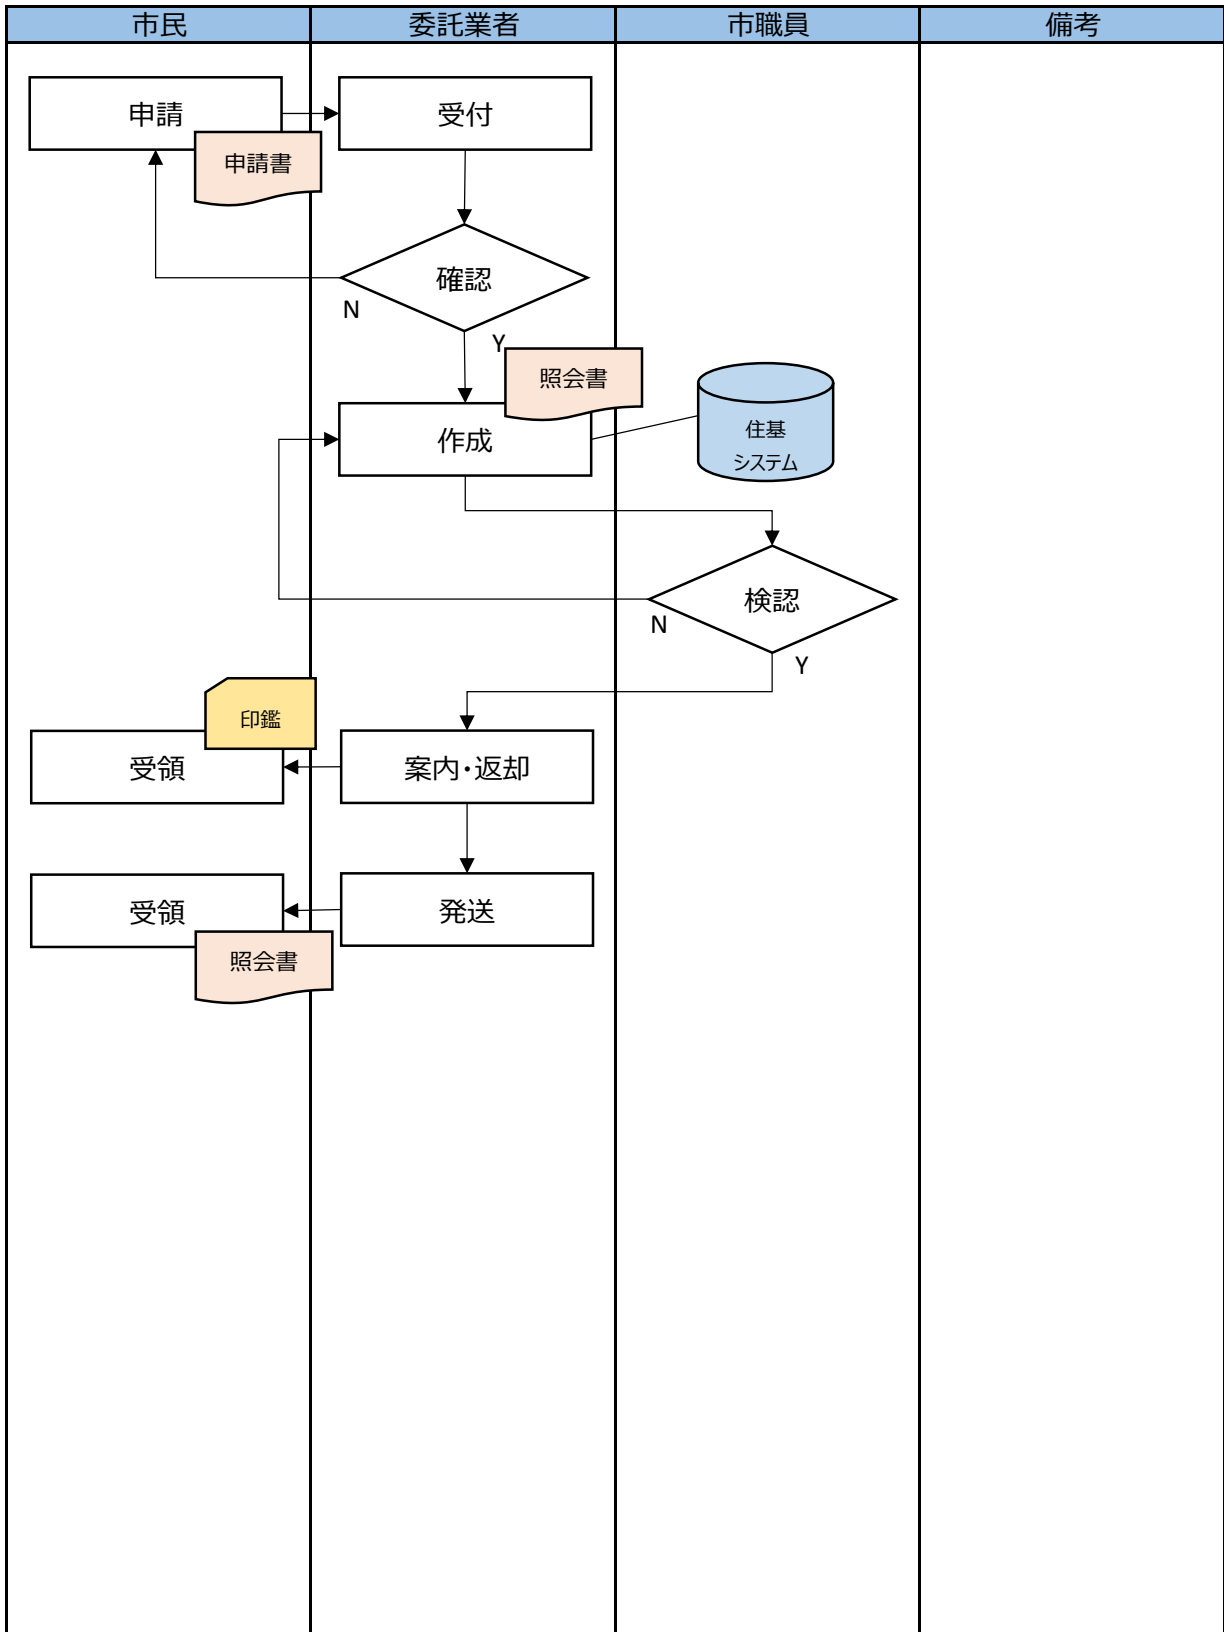 市民
委託業者
市職員
備考
申請
受付
申請書
確認
N
Y
照会書
作成
住基
システム
検認
N
Y
印鑑
受領
案内・返却
受領
発送
照会書